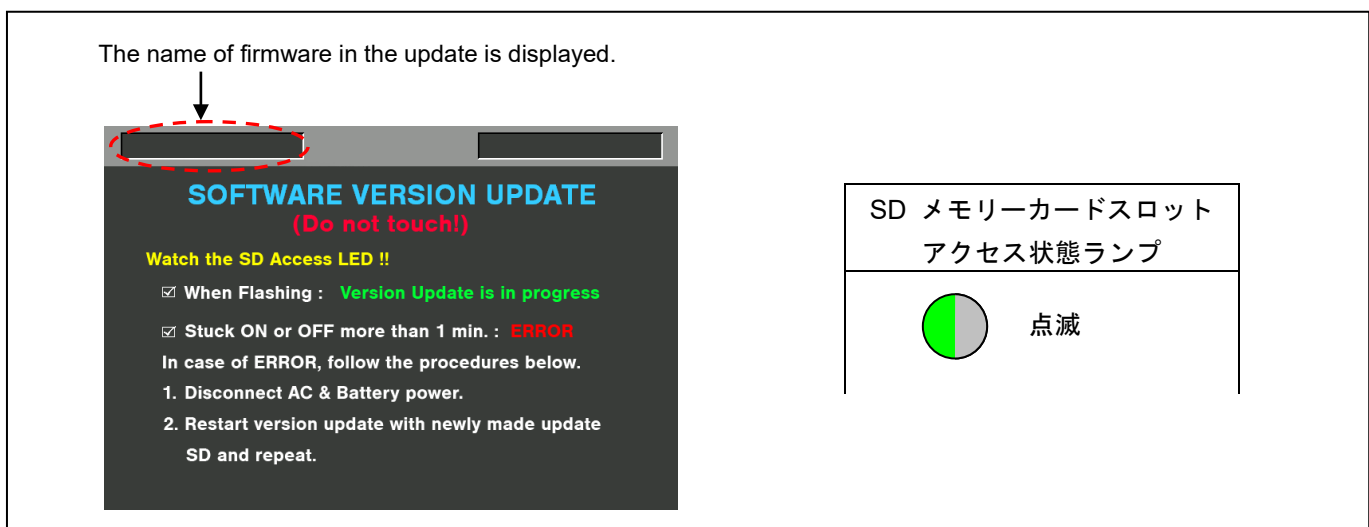 The name of firmware in the update is displayed.
SOFTWARE VERSION UPDATE
(Do not touch!)
Watch the SD Access LED !!
☑ When Flashing : Version Update is in progress
☑ Stuck ON or OFF more than 1 min. : ERROR
In case of ERROR, follow the procedures below.
1. Disconnect AC & Battery power.
2. Restart version update with newly made update
SD and repeat.
SD メモリーカードスロット
アクセス状態ランプ
点滅